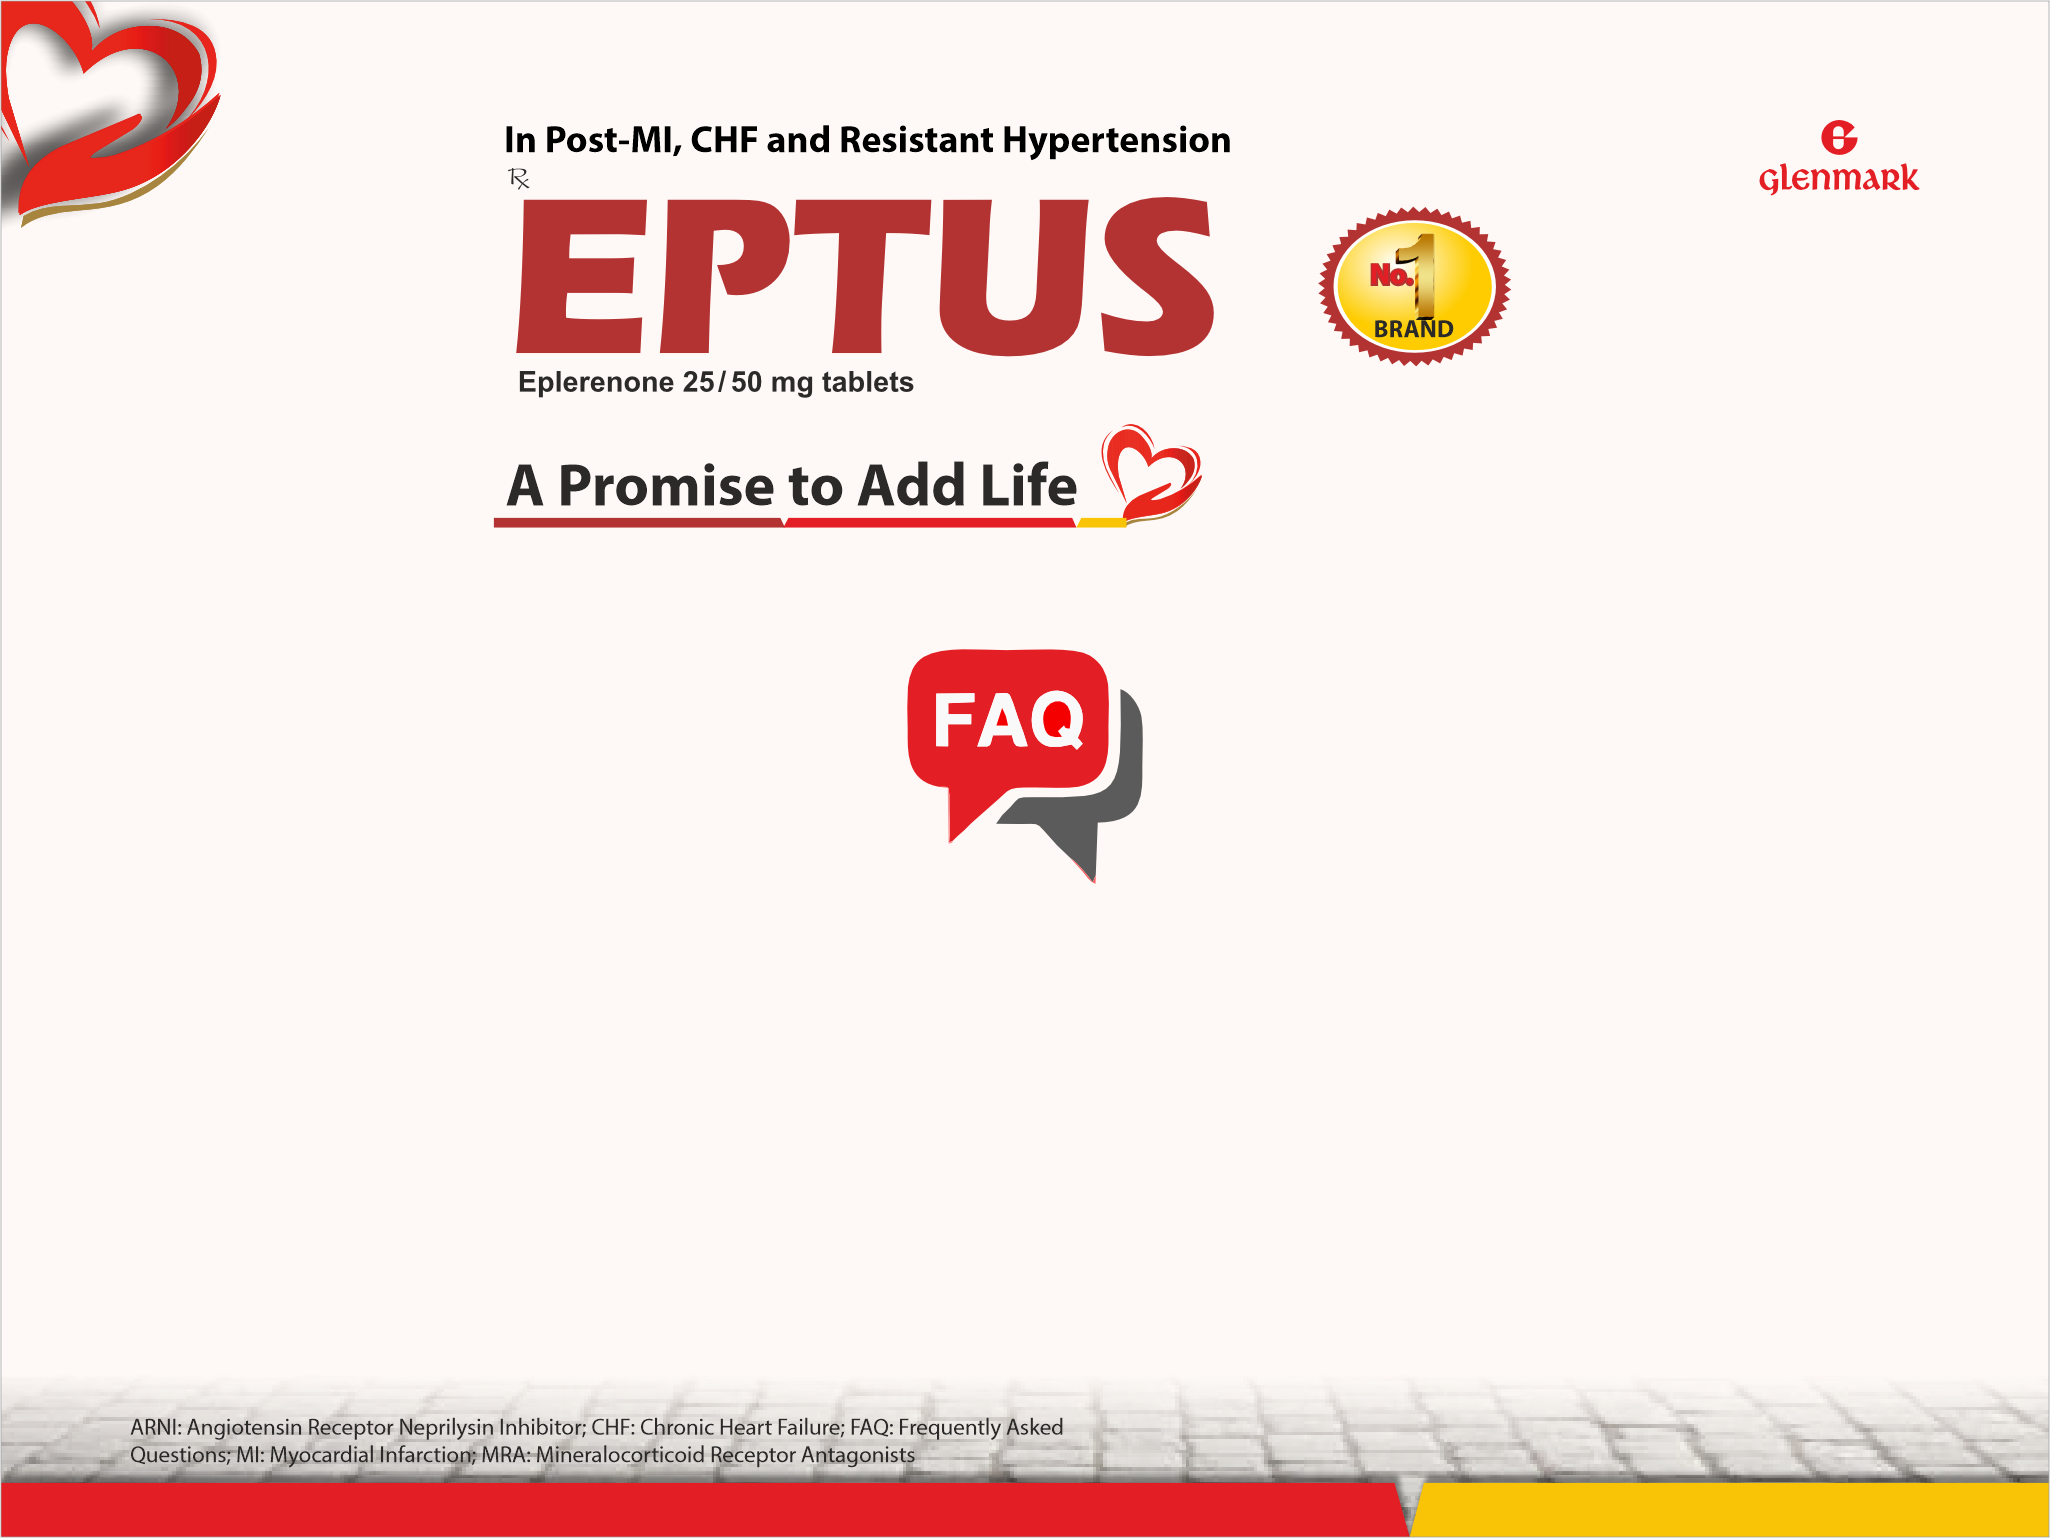 In Post-MI, CHF and Resistant Hypertension
glenmark
℞
EPTUS
No.1
BRAND
Eplerenone 25/50 mg tablets
A Promise to Add Life
FAQ
ARNI: Angiotensin Receptor Neprilysin Inhibitor; CHF: Chronic Heart Failure; FAQ: Frequently Asked
Questions; MI: Myocardial Infarction; MRA: Mineralocorticoid Receptor Antagonists